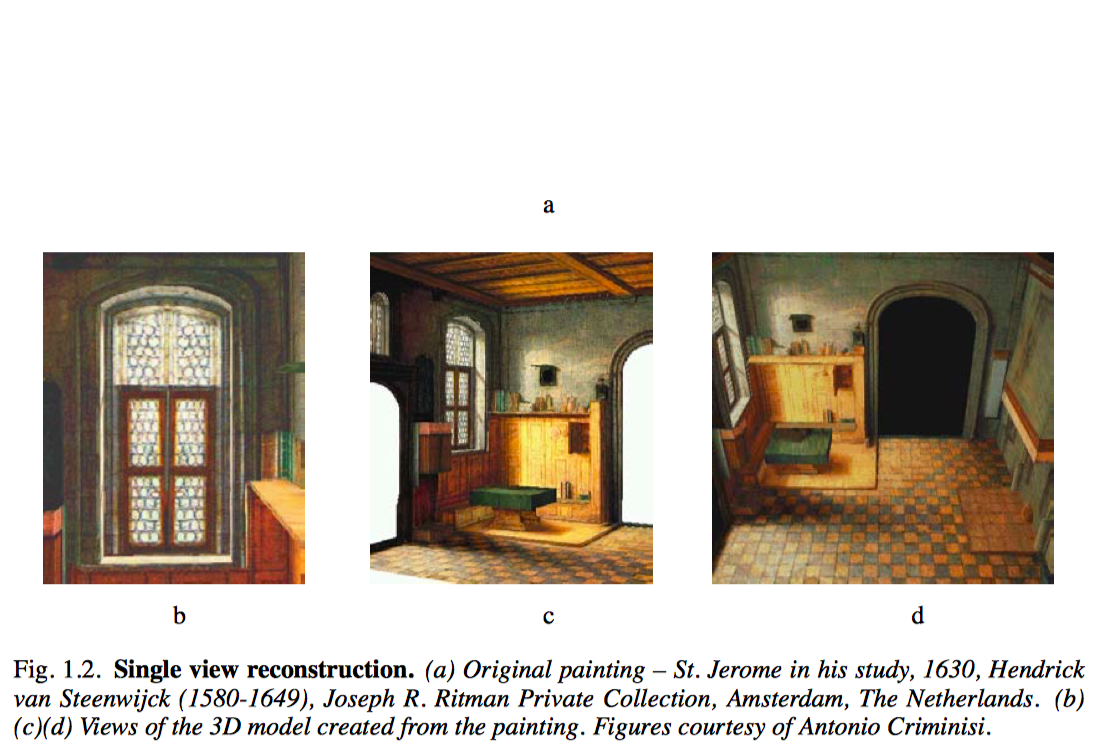 a
b
c
d
Fig. 1.2. Single view reconstruction. (a) Original painting – St. Jerome in his study, 1630, Hendrick
van Steenwijck (1580-1649), Joseph R. Ritman Private Collection, Amsterdam, The Netherlands. (b)
(c)(d) Views of the 3D model created from the painting. Figures courtesy of Antonio Criminisi.